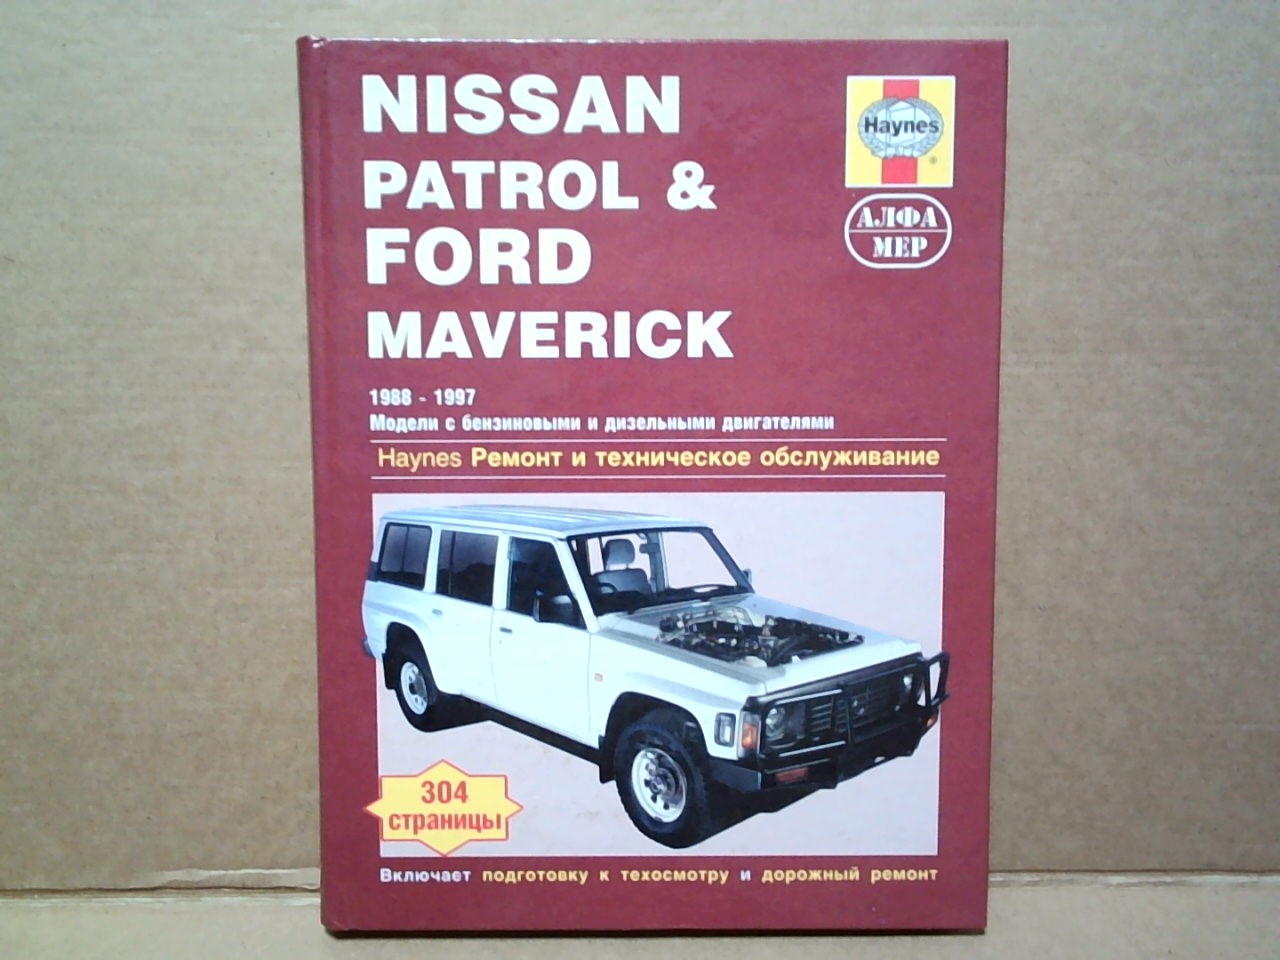 NISSAN
PATROL &
FORD
MAVERICK
Haynes
®
АЛФА
МЕР
1988 - 1997
Модели с бензиновыми и дизельными двигателями
Haynes Ремонт и техническое обслуживание
304
страницы
Включает подготовку к техосмотру и дорожный ремонт